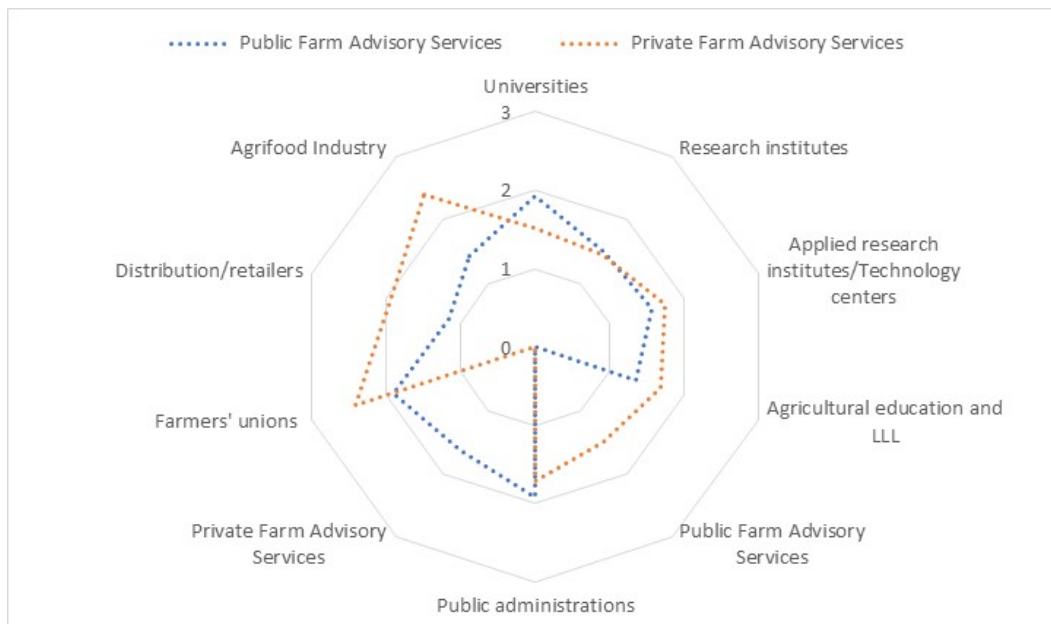 Public Farm Advisory Services
Private Farm Advisory Services
Universities
3
Agrifood Industry
Research institutes
2
Applied research
institutes/Technology
centers
Distribution/retailers
1
0
Farmers' unions
Agricultural education and
LLL
Private Farm Advisory
Services
Public Farm Advisory
Services
Public administrations